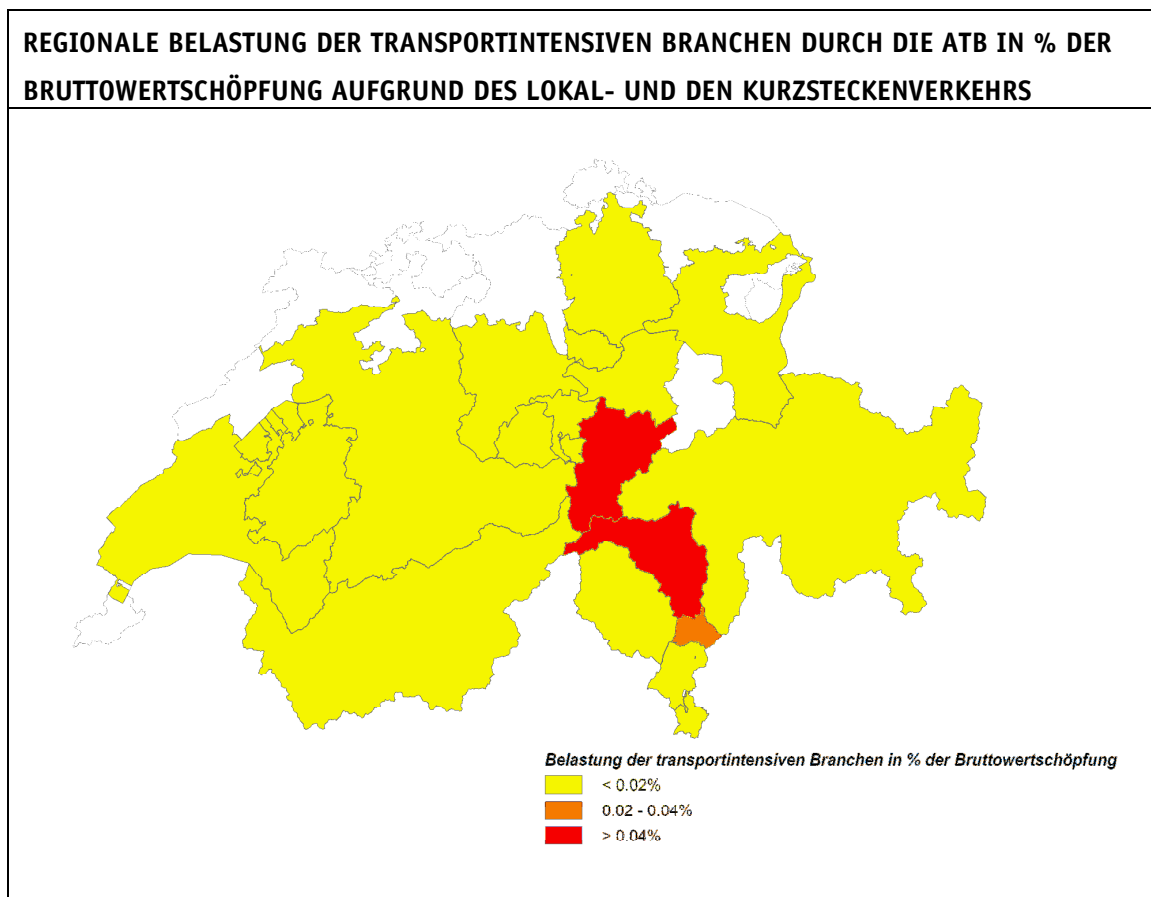 REGIONALE BELASTUNG DER TRANSPORTINTENSIVEN BRANCHEN DURCH DIE ATB IN % DER
BRUTTOWERTSCHÖPFUNG AUFGRUND DES LOKAL- UND DEN KURZSTECKENVERKEHRS
Belastung der transportintensiven Branchen in % der Bruttowertschöpfung
< 0.02%
0.02 - 0.04%
> 0.04%